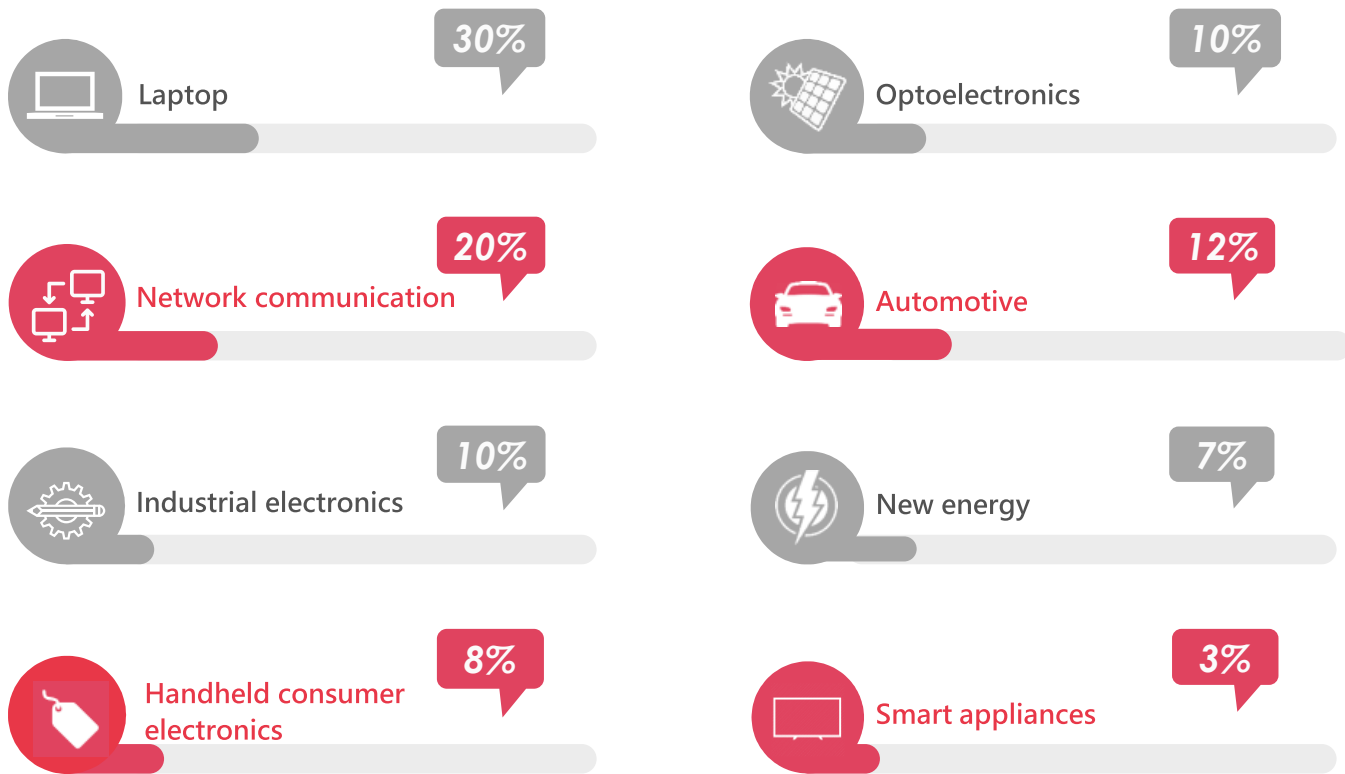 30%
Laptop
10%
Optoelectronics
20%
Network communication
12%
Automotive
10%
Industrial electronics
7%
New energy
8%
Handheld consumer
electronics
3%
Smart appliances